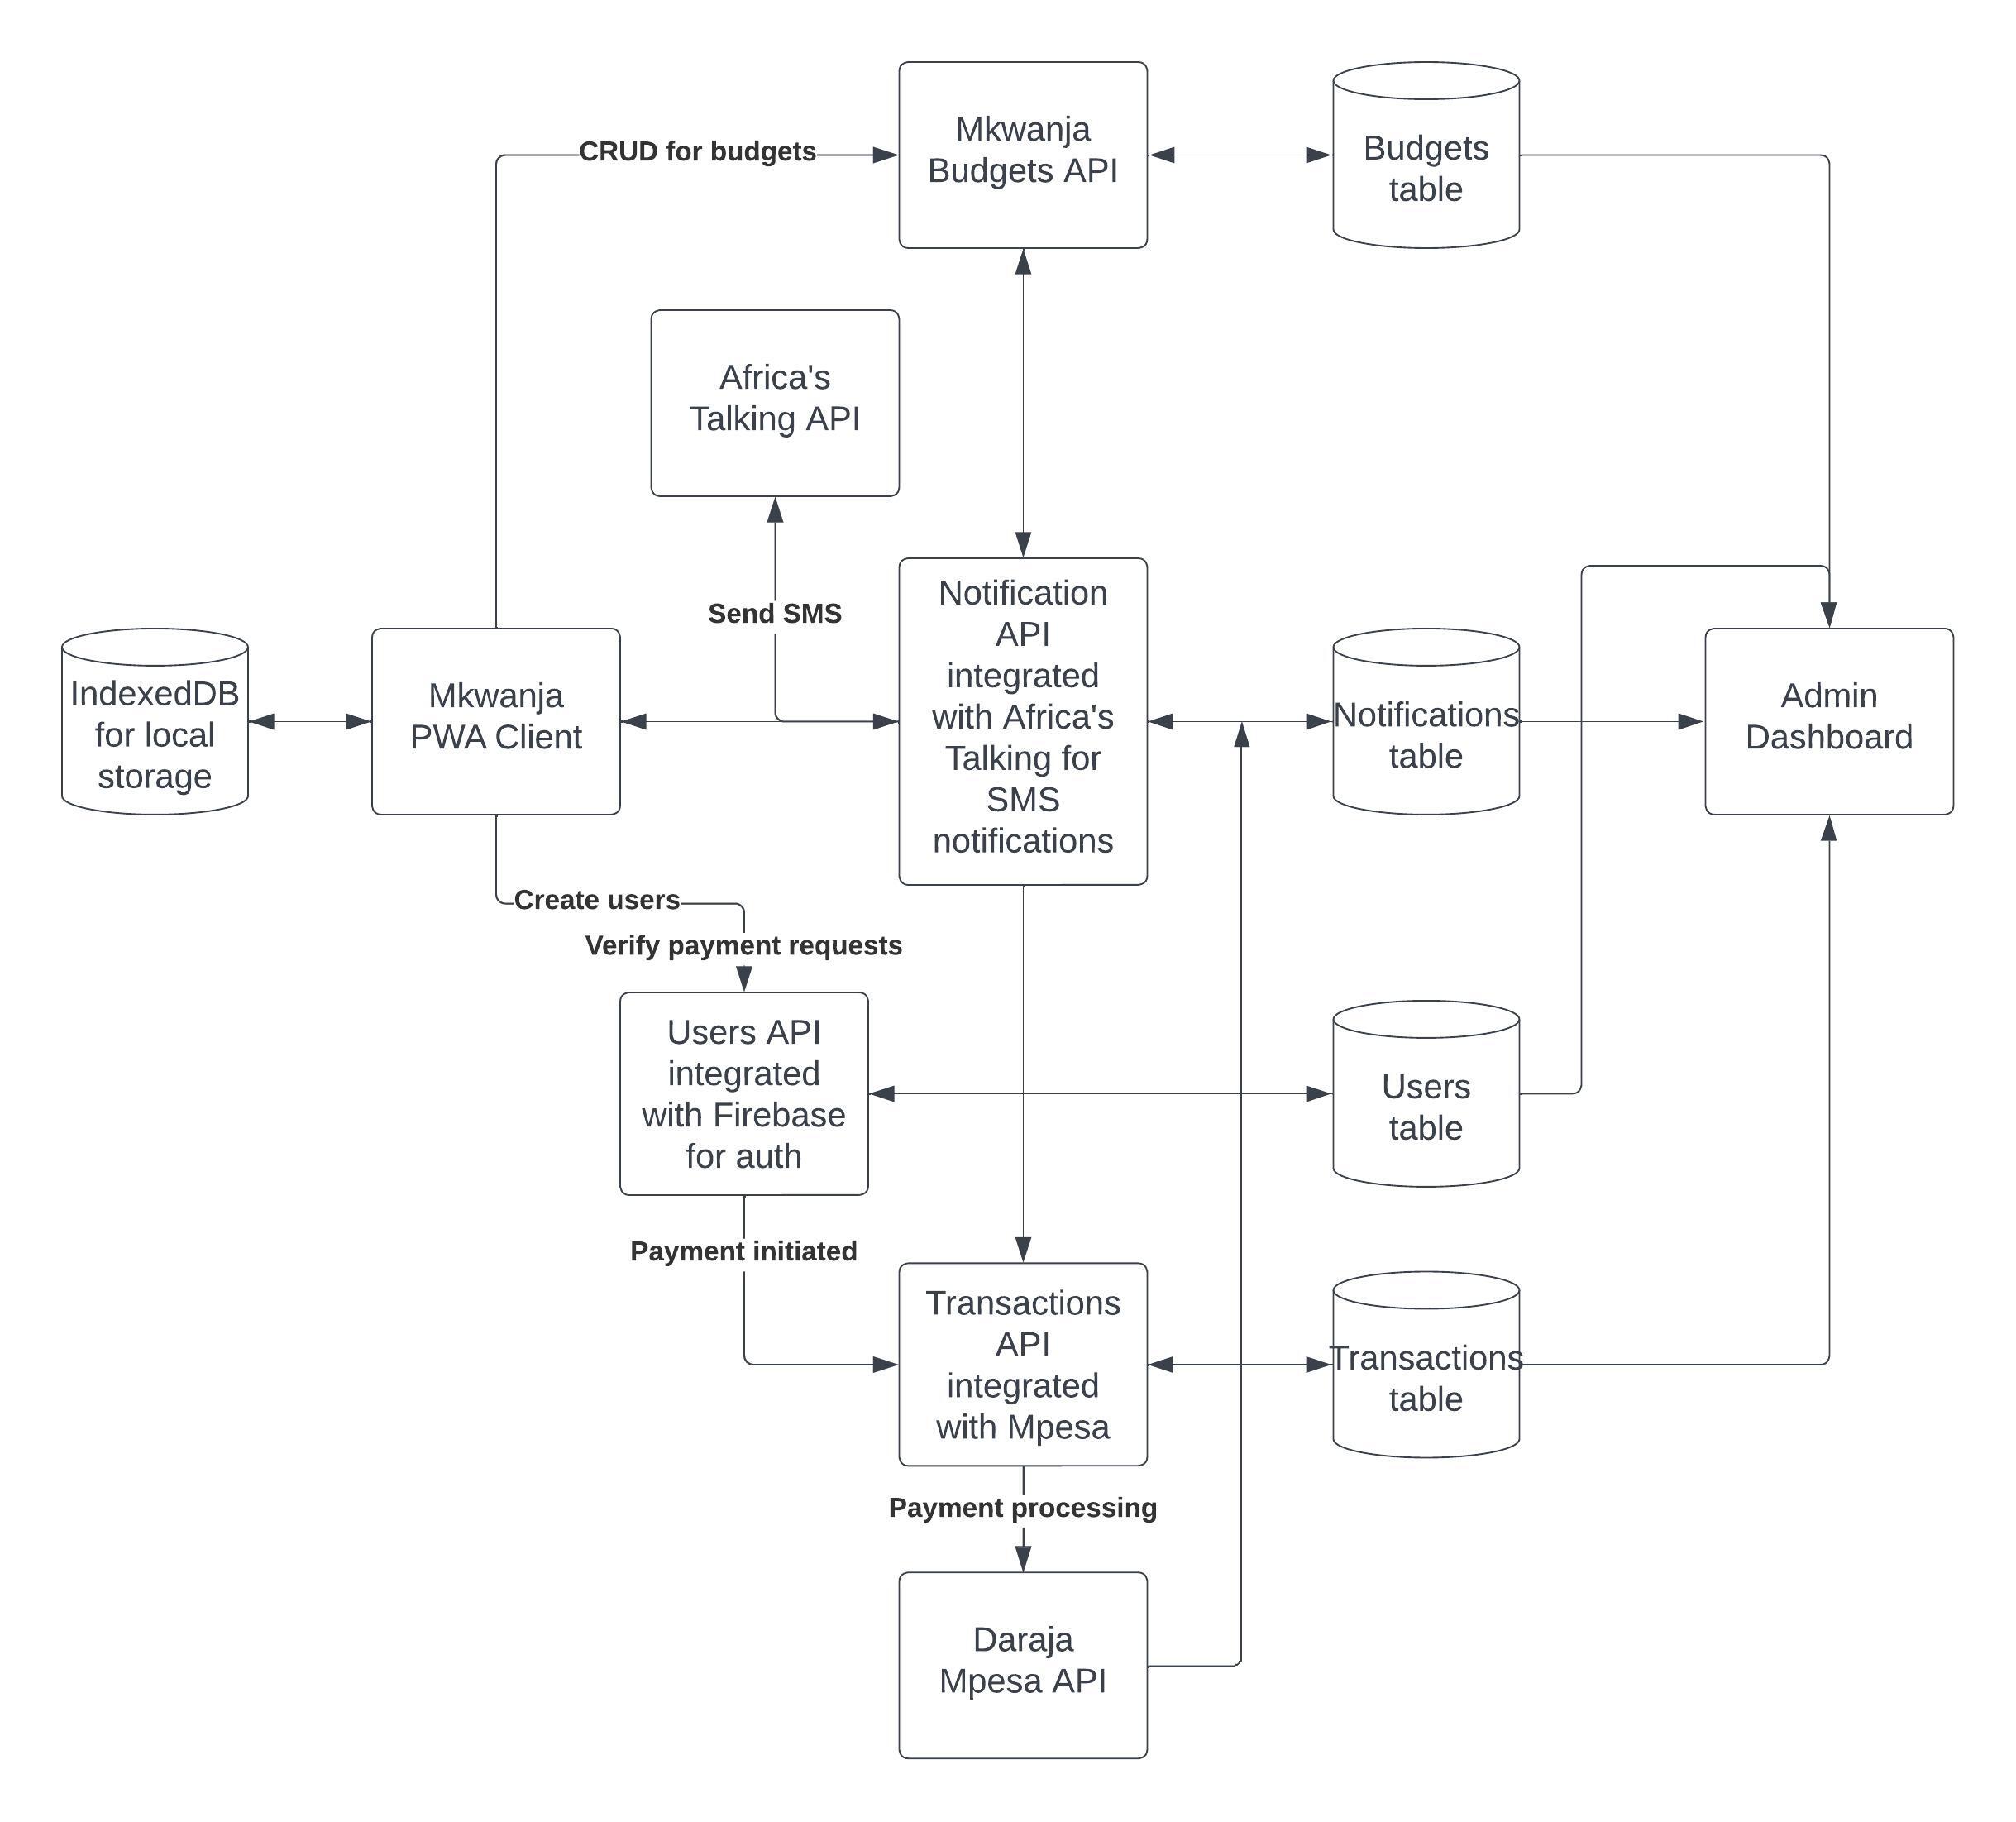 Mkwanja
Budgets API
Budgets
table
CRUD for budgets
Africa's
Talking API
Send SMS
IndexedDB
for local
storage
Mkwanja
PWA Client
Notification
API
integrated
with Africa's
Talking for
SMS
notifications
Notifications
table
Admin
Dashboard
Create users
Verify payment requests
Users API
integrated
with Firebase
for auth
Users
table
Payment initiated
Transactions
API
integrated
with Mpesa
Transactions
table
Payment processing
Daraja
Mpesa API